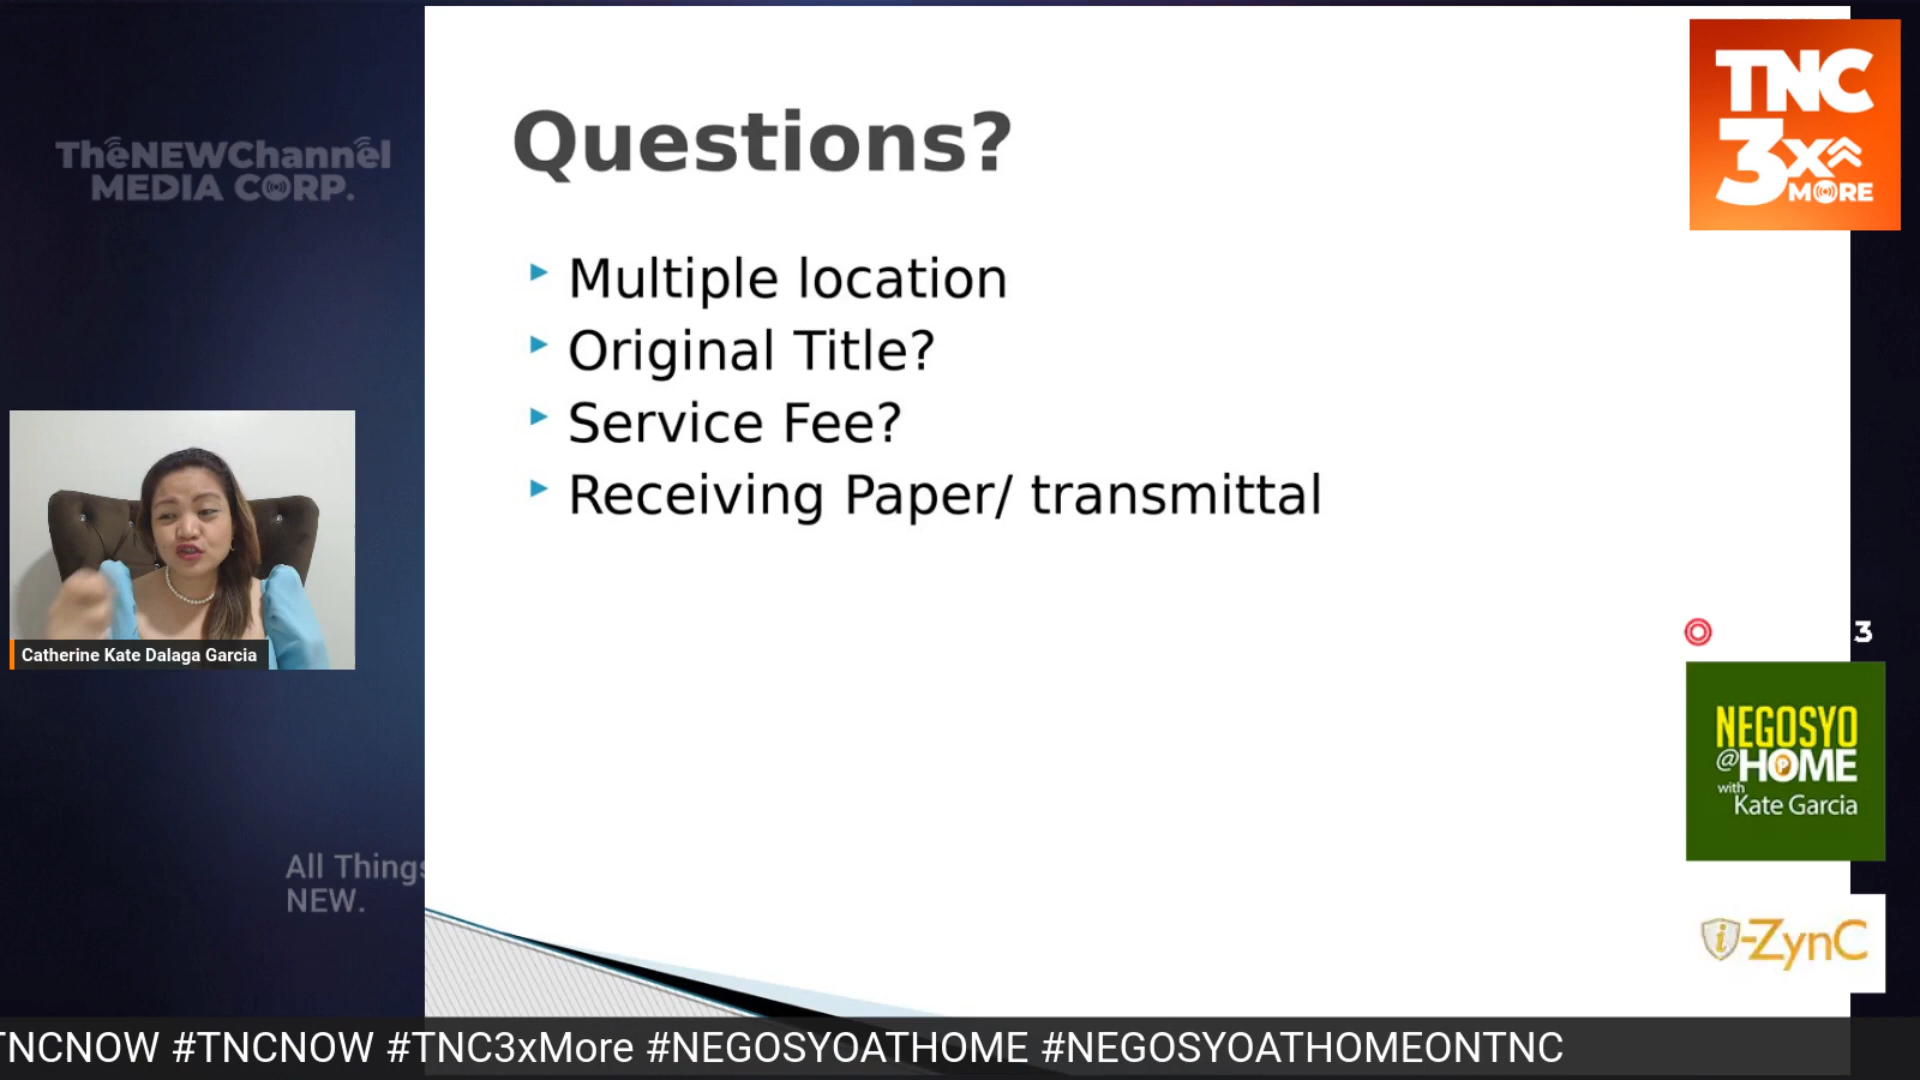 TheNEWChannel
MEDIA CORP.
Questions?
Multiple location
Original Title?
Service Fee?
Receiving Paper/ transmittal
TNC
3x
MORE
Catherine Kate Dalaga Garcia
3
NEGOSYO
@HOME
with
Kate Garcia
All Things
NEW.
i-ZynC
TNCNOW #TNCNOW #TNC3xMore #NEGOSYOATHOME #NEGOSYOATHOMEONTNC